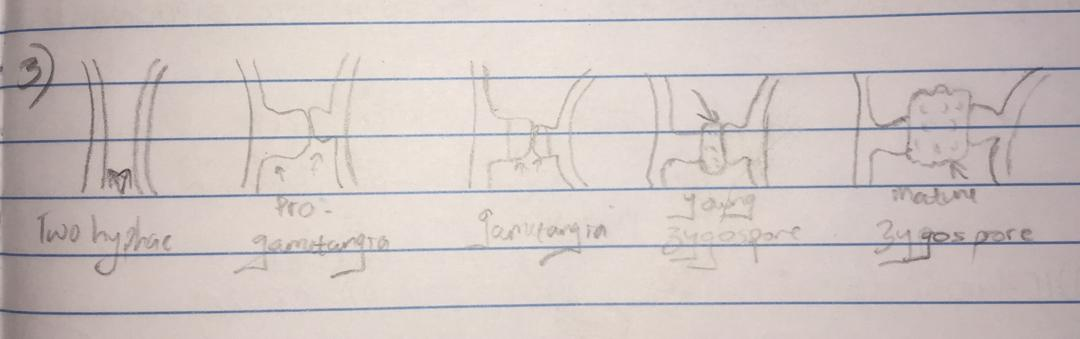 3)
Two hyphae
Pro-
gametangia
gametangia
young
zygospore
mature
zygospore